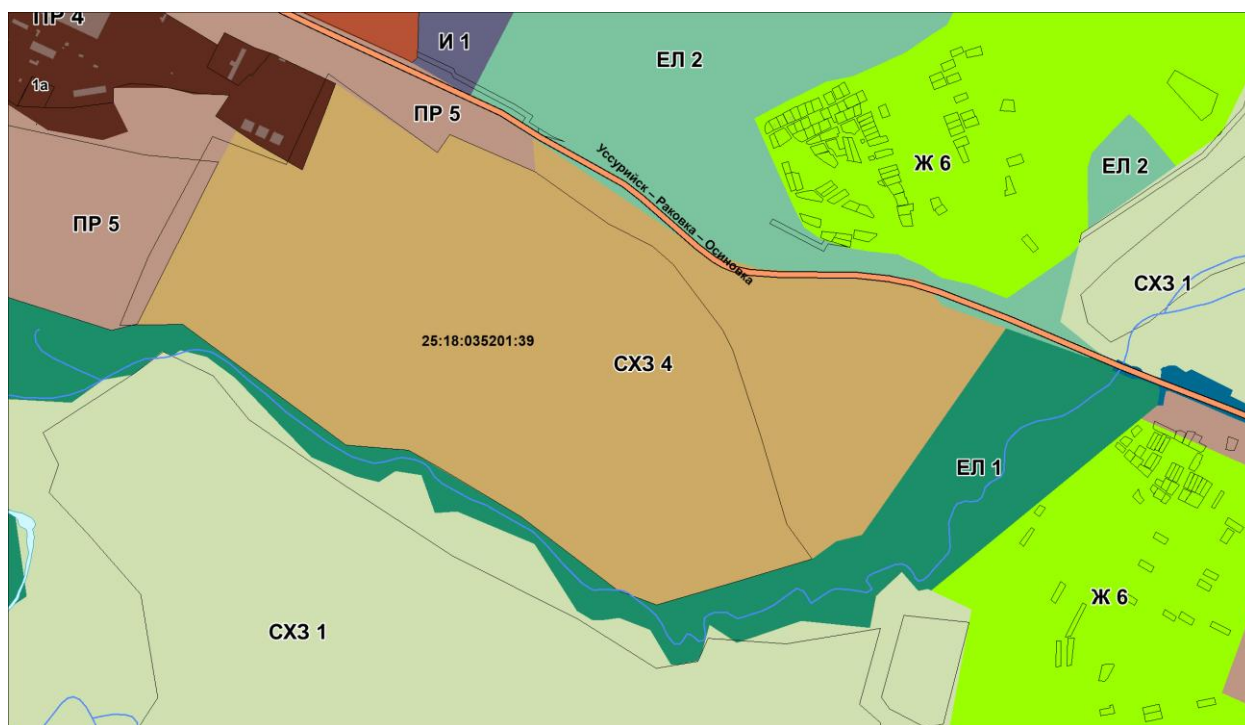 ПР 4
И 1
ЕЛ 2
1а
ПР 5
Уссурийск – Раковка – Осиновка
Ж 6
ЕЛ 2
ПР 5
СХЗ 1
25:18:035201:39
СХЗ 4
ЕЛ 1
Ж 6
СХЗ 1